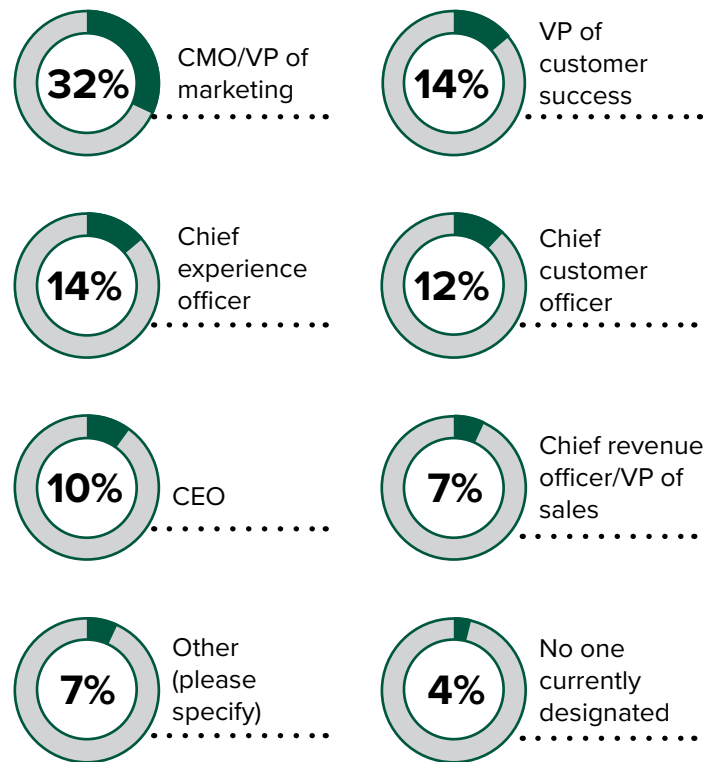 32%
CMO/VP of
marketing
14%
VP of
customer
success
14%
Chief
experience
officer
12%
Chief
customer
officer
10%
CEO
7%
Chief revenue
officer/VP of
sales
7%
Other
(please
specify)
4%
No one
currently
designated